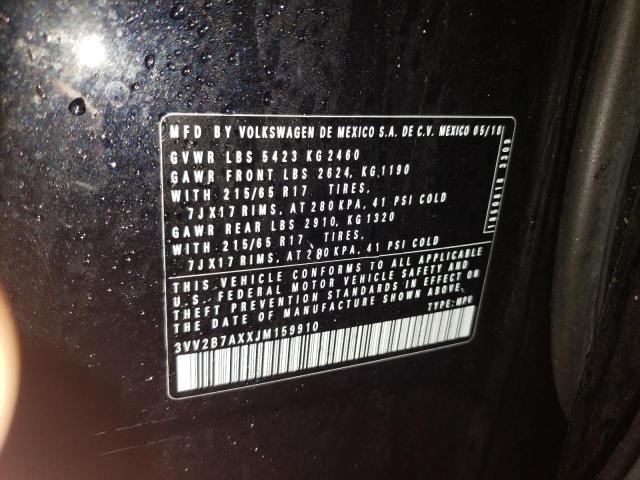 MFD BY VOLKSWAGEN DE MEXICO S.A. DE C.V. MEXICO 05/18
GVWR LBS 5423 KG 2460
GAWR FRONT LBS 2624, KG 1190
WITH 215/65 R17 TIRES,
7JX17 RIMS, AT 280 KPA, 41 PSI COLD
GAWR REAR LBS 2910, KG 1320
WITH 215/65 R17 TIRES,
7JX17 RIMS, AT 280 KPA, 41 PSI COLD
THIS VEHICLE CONFORMS TO ALL APPLICABLE
U.S. FEDERAL MOTOR VEHICLE SAFETY AND
THEFT PREVENTION STANDARDS IN EFFECT ON
THE DATE OF MANUFACTURE SHOWN ABOVE.
TYPE: MPV
3VV2B7AXXJM159910